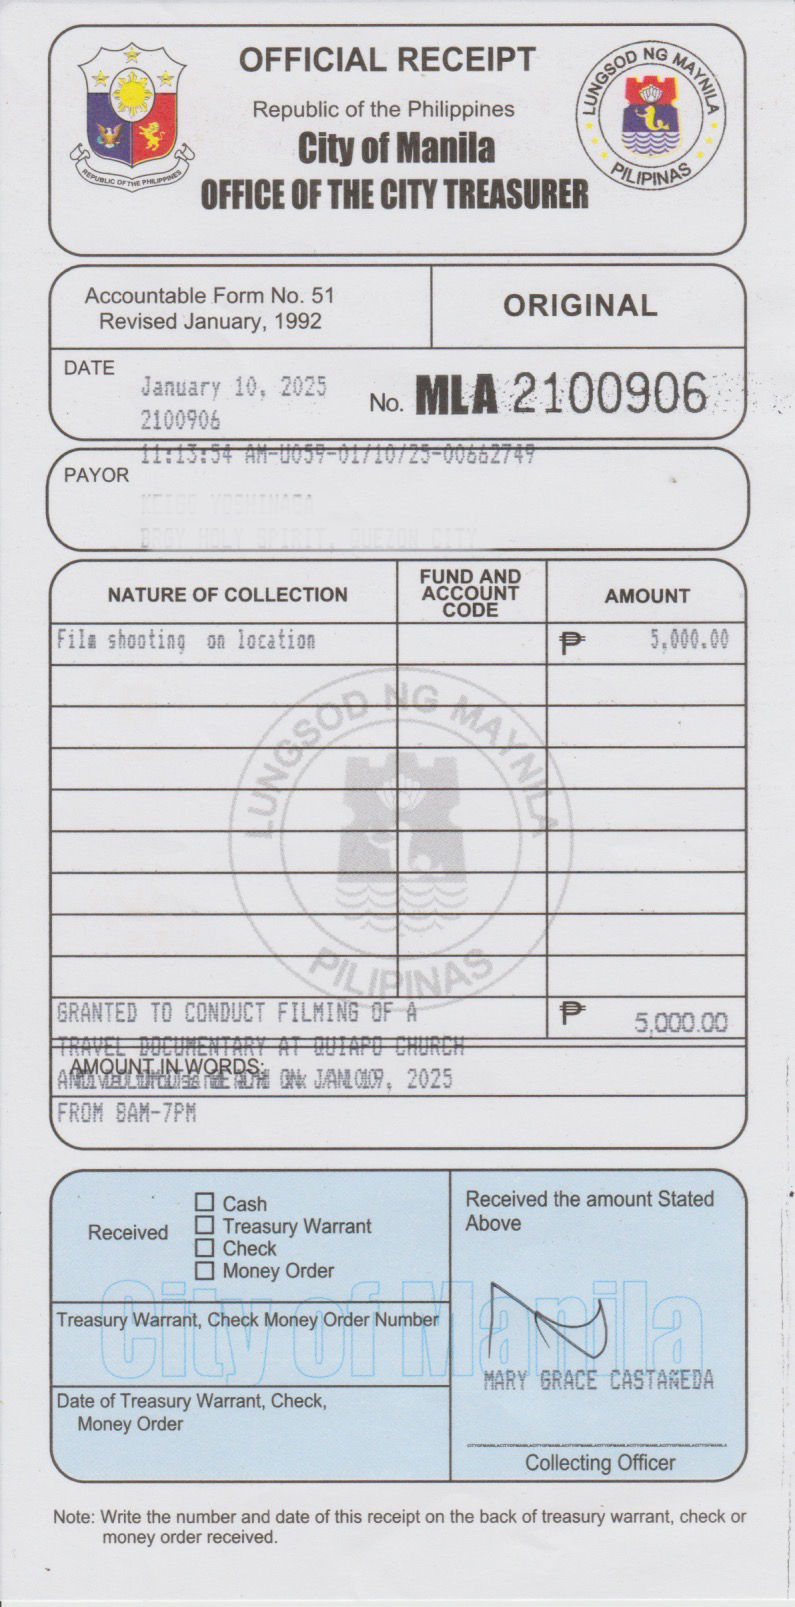 OFFICIAL RECEIPT
Republic of the Philippines
City of Manila
OFFICE OF THE CITY TREASURER
REPUBLIC OF THE PHILIPPINES
LUNGSOD NG MAYNILA
PILIPINAS
Accountable Form No. 51
Revised January, 1992
ORIGINAL
DATE
January 10, 2025
2100906
No. MLA 2100906
11:13:54 AM-U059-01/10/25-00662749
PAYOR
KEIGO YOSHINAGA
BRGY HOLY SPIRIT, QUEZON CITY
NATURE OF COLLECTION
FUND AND ACCOUNT CODE
AMOUNT
Film shooting on location
₱ 5,000.00
LUNGSOD NG MAYNILA
PILIPINAS
GRANTED TO CONDUCT FILMING OF A
₱ 5,000.00
TRAVEL DOCUMENTARY AT QUIAPO CHURCH
AMOUNT IN WORDS:
2025
FROM 8AM-7PM
Received
Cash
Treasury Warrant
Check
Money Order
Treasury Warrant, Check Money Order Number
Date of Treasury Warrant, Check,
Money Order
City of Manila
Received the amount Stated
Above
MARY GRACE CASTAÑEDA
Collecting Officer
Note: Write the number and date of this receipt on the back of treasury warrant, check or
money order received.